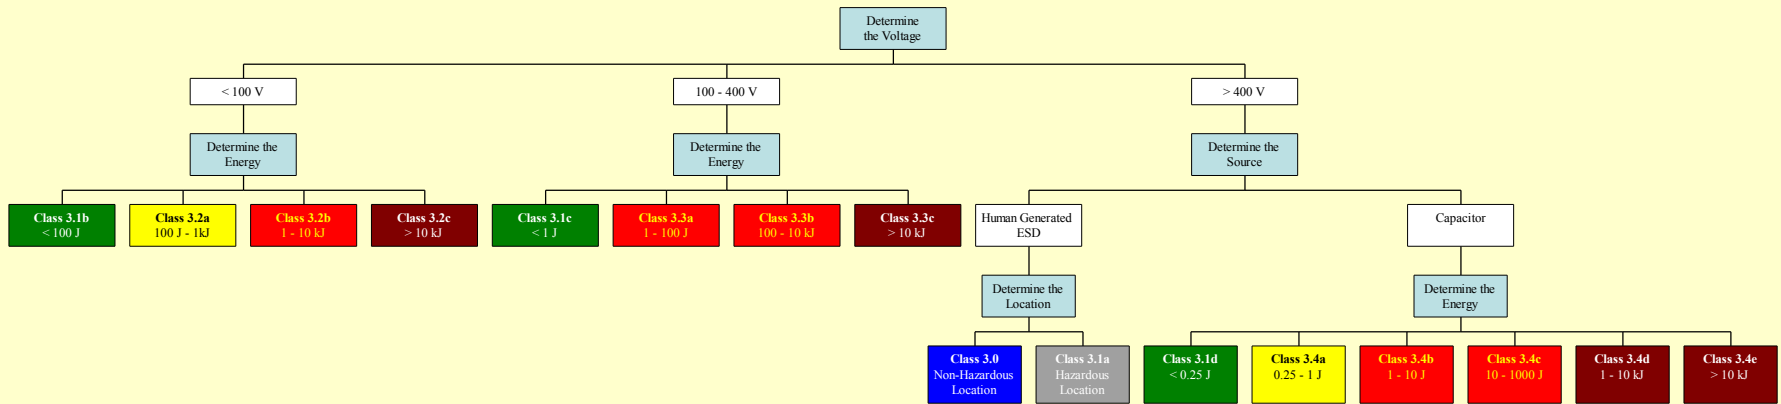 Determine
the Voltage
< 100 V
100 - 400 V
> 400 V
Determine the
Energy
Determine the
Energy
Determine the
Source
Class 3.1b
< 100 J
Class 3.2a
100 J - 1kJ
Class 3.2b
1 - 10 kJ
Class 3.2c
> 10 kJ
Class 3.1c
< 1 J
Class 3.3a
1 - 100 J
Class 3.3b
100 - 10 kJ
Class 3.3c
> 10 kJ
Human Generated
ESD
Capacitor
Determine the
Location
Determine the
Energy
Class 3.0
Non-Hazardous
Location
Class 3.1a
Hazardous
Location
Class 3.1d
< 0.25 J
Class 3.4a
0.25 - 1 J
Class 3.4b
1 - 10 J
Class 3.4c
10 - 1000 J
Class 3.4d
1 - 10 kJ
Class 3.4e
> 10 kJ